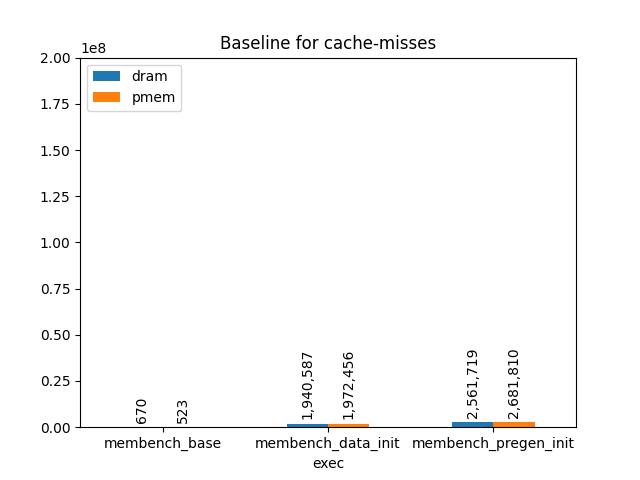 Baseline for cache-misses
1e8
2.00
1.75
1.50
1.25
1.00
0.75
0.50
0.25
0.00
dram
pmem
670
523
1,940,587
1,972,456
2,561,719
2,681,810
membench_base
membench_data_init
membench_pregen_init
exec